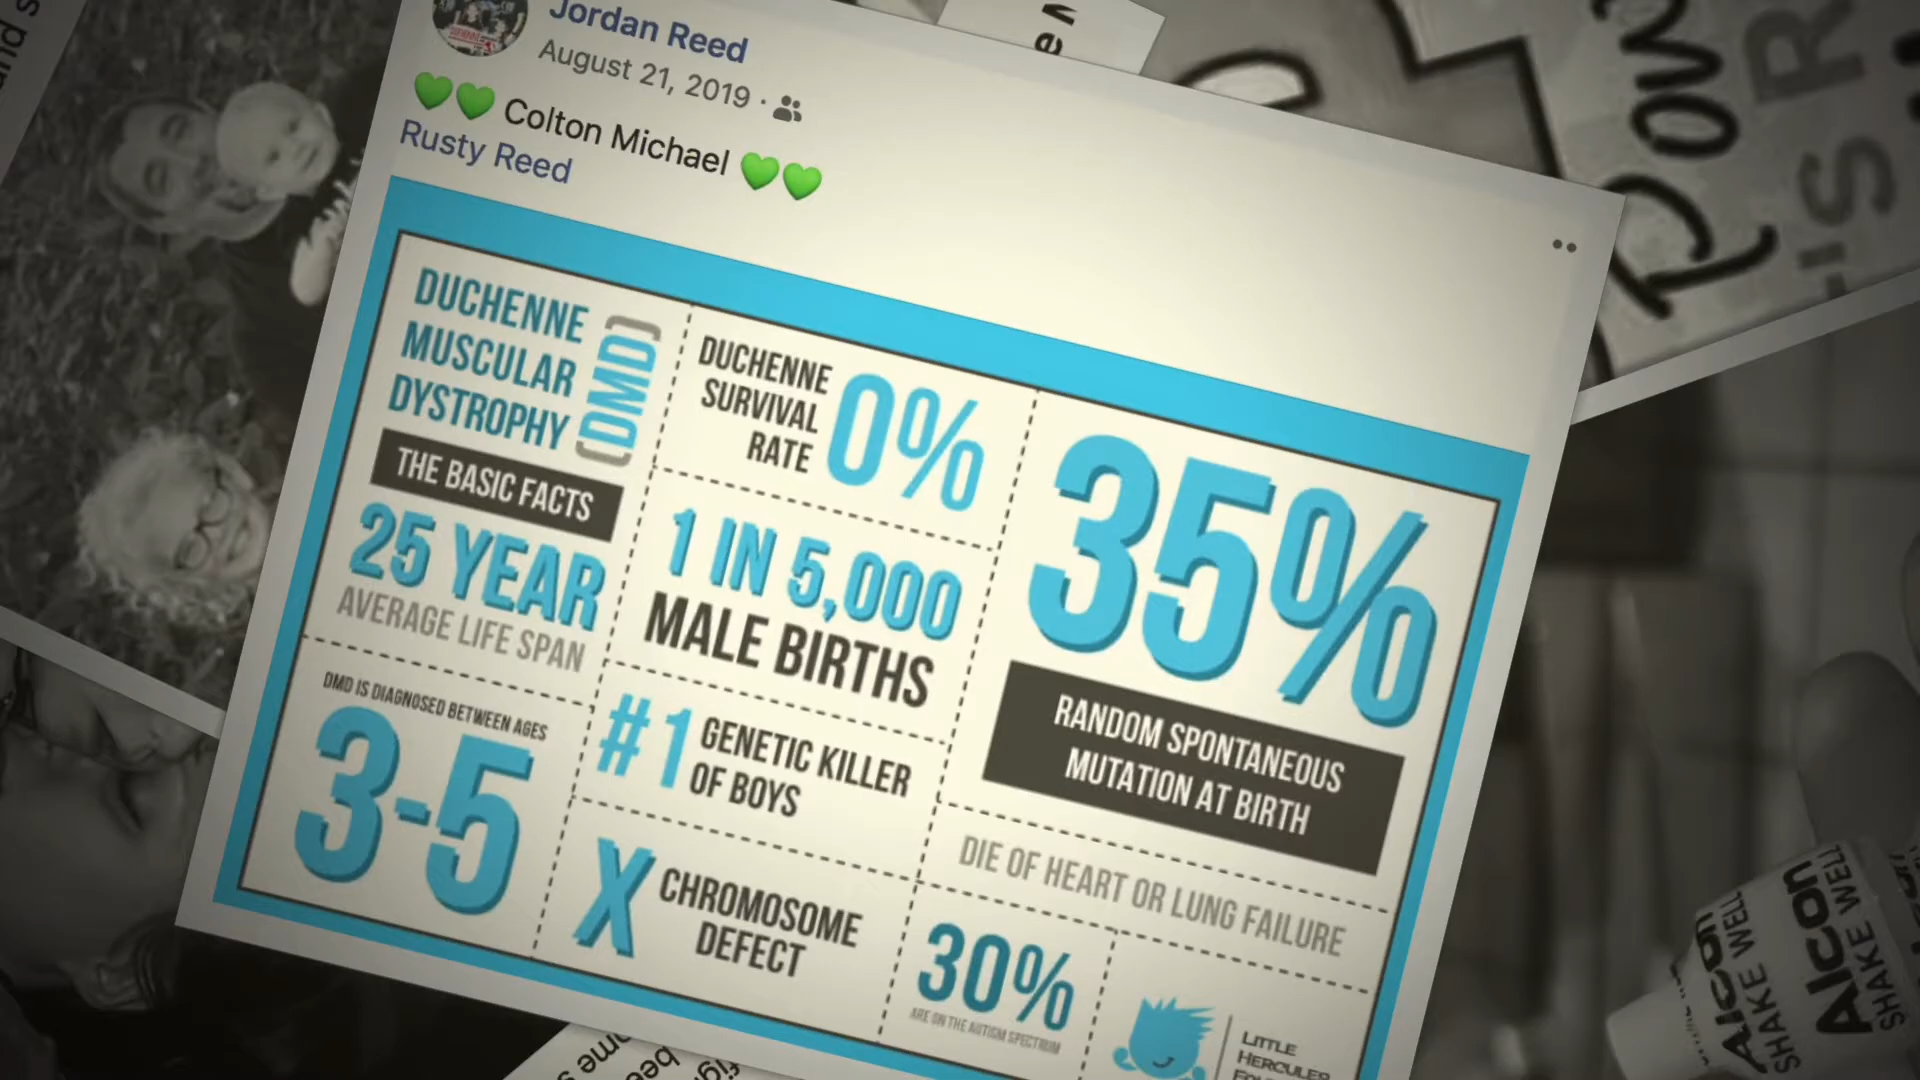 Jordan Reed
August 21, 2019 ·
💚💚 Colton Michael 💚💚
Rusty Reed
DUCHENNE
MUSCULAR
DYSTROPHY
(DMD)
THE BASIC FACTS
25 YEAR
AVERAGE LIFE SPAN
DMD IS DIAGNOSED BETWEEN AGES
3-5
DUCHENNE
SURVIVAL
RATE
0%
1 IN 5,000
MALE BIRTHS
#1
GENETIC KILLER
OF BOYS
X
CHROMOSOME
DEFECT
35%
RANDOM SPONTANEOUS
MUTATION AT BIRTH
DIE OF HEART OR LUNG FAILURE
30%
ARE ON THE AUTISM SPECTRUM
LITTLE
HERCULES
Alcon
SHAKE WELL
Alcon
SHAKE WELL